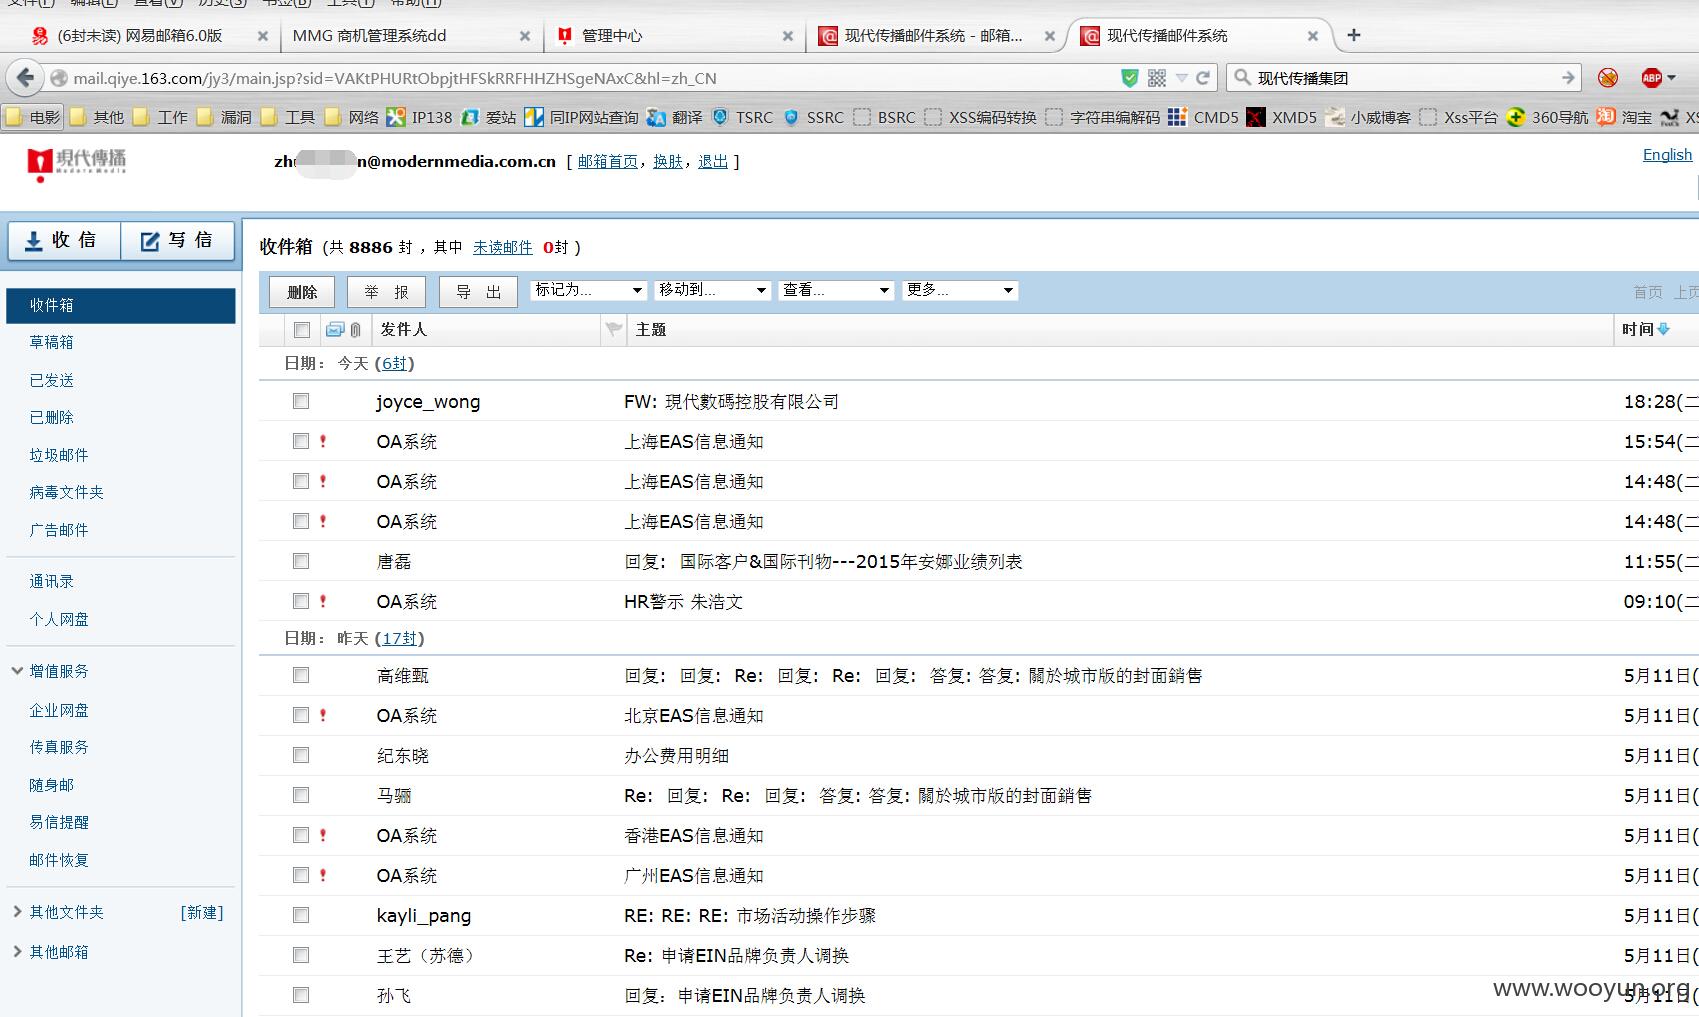 文件(F) 编辑(E) 查看(V) 历史(S) 书签(B) 工具(T) 帮助(H)
(6封未读) 网易邮箱6.0版 MMG 商机管理系统dd 管理中心 现代传播邮件系统 - 邮箱... 现代传播邮件系统
mail.qiye.163.com/jy3/main.jsp?sid=VAKtPHURtObpjtHFSkRRFHHZHSgeNAxC&hl=zh_CN 现代传播集团 ABP
电影 其他 工作 漏洞 工具 网络 IP138 爱站 同IP网站查询 翻译 TSRC SSRC BSRC XSS编码转换 字符串编解码 CMD5 XMD5 小威博客 Xss平台 360导航 淘宝 XS
現代傳播
Modern Media
zh n@modernmedia.com.cn [ 邮箱首页, 换肤, 退出 ]
English
收信 写信
收件箱 (共 8886 封 ，其中 未读邮件 0封 )
删除 举 报 导 出 标记为... 移动到... 查看... 更多... 首页 上页
收件箱
草稿箱
已发送
已删除
垃圾邮件
病毒文件夹
广告邮件
通讯录
个人网盘
增值服务
企业网盘
传真服务
随身邮
易信提醒
邮件恢复
其他文件夹 [新建]
其他邮箱
发件人 主题 时间
日期： 今天 (6封)
joyce_wong FW: 現代數碼控股有限公司 18:28(二
OA系统 上海EAS信息通知 15:54(二
OA系统 上海EAS信息通知 14:48(二
OA系统 上海EAS信息通知 14:48(二
唐磊 回复: 国际客户&国际刊物---2015年安娜业绩列表 11:55(二
OA系统 HR警示 朱浩文 09:10(二
日期： 昨天 (17封)
高维甄 回复: 回复: Re: 回复: Re: 回复: 答复: 答复: 關於城市版的封面銷售 5月11日(
OA系统 北京EAS信息通知 5月11日(
纪东晓 办公费用明细 5月11日(
马骊 Re: 回复: Re: 回复: 答复: 答复: 關於城市版的封面銷售 5月11日(
OA系统 香港EAS信息通知 5月11日(
OA系统 广州EAS信息通知 5月11日(
kayli_pang RE: RE: RE: 市场活动操作步骤 5月11日(
王艺（苏德） Re: 申请EIN品牌负责人调换 5月11日(
孙飞 回复: 申请EIN品牌负责人调换 5月11日(
www.wooyun.org